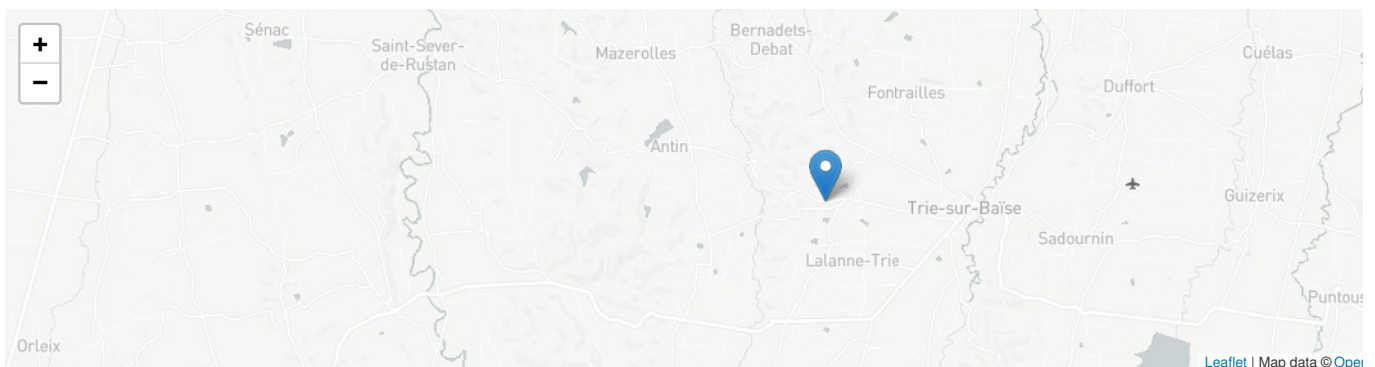 +
−
Sénac
Saint-Sever-
de-Rustan
Mazerolles
Bernadets-
Debat
Cuélas
Fontrailles
Duffort
Antin
Trie-sur-Baïse
Guizerix
Sadournin
Lalanne-Trie
Puntous
Orleix
Leaflet | Map data © Oper